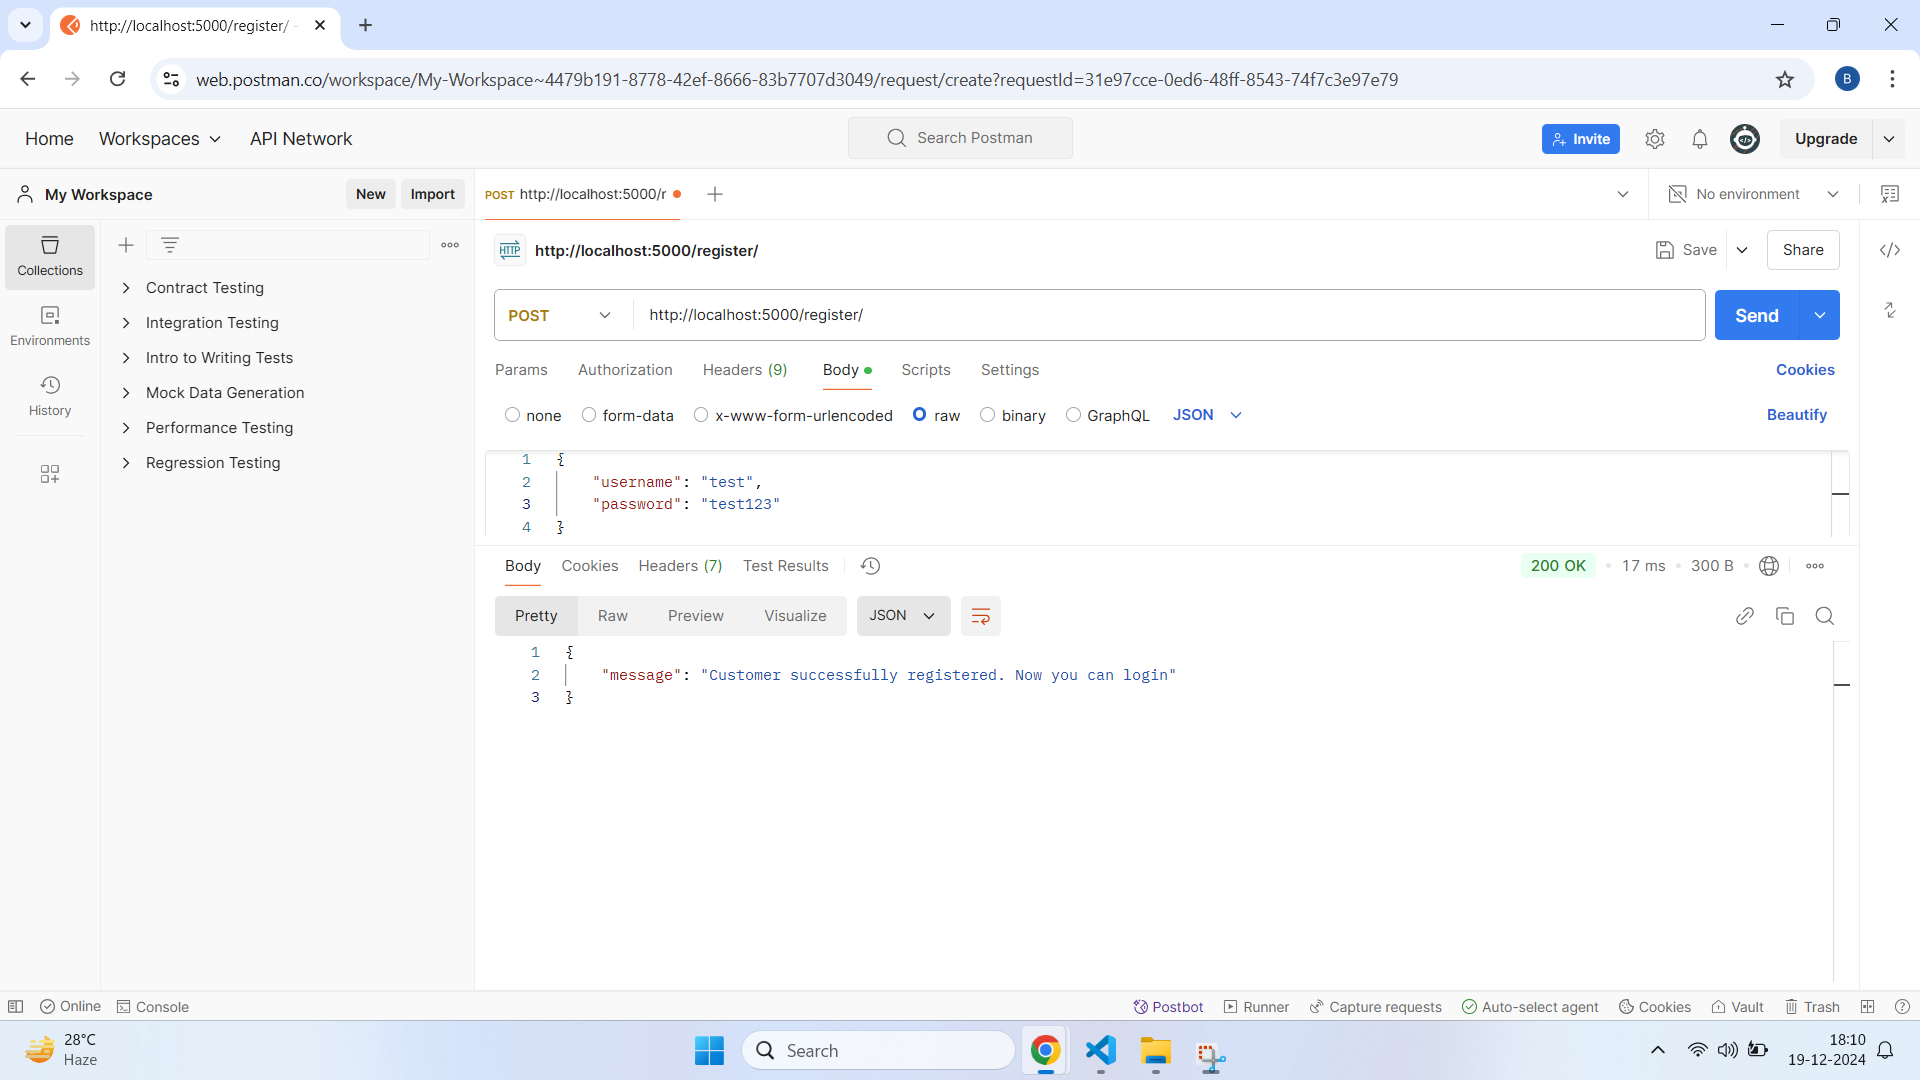 http://localhost:5000/register/ -
web.postman.co/workspace/My-Workspace~4479b191-8778-42ef-8666-83b7707d3049/request/create?requestId=31e97cce-0ed6-48ff-8543-74f7c3e97e79
B
Home Workspaces API Network Search Postman Invite Upgrade
My Workspace New Import POST http://localhost:5000/r No environment
Collections
Environments
History
Contract Testing
Integration Testing
Intro to Writing Tests
Mock Data Generation
Performance Testing
Regression Testing
HTTP http://localhost:5000/register/ Save Share
POST http://localhost:5000/register/ Send
Params Authorization Headers (9) Body Scripts Settings Cookies
none form-data x-www-form-urlencoded raw binary GraphQL JSON Beautify
1 {
2 "username": "test",
3 "password": "test123"
4 }
Body Cookies Headers (7) Test Results 200 OK 17 ms 300 B
Pretty Raw Preview Visualize JSON
1 {
2 "message": "Customer successfully registered. Now you can login"
3 }
Online Console Postbot Runner Capture requests Auto-select agent Cookies Vault Trash
28°C
Haze
Search
18:10
19-12-2024